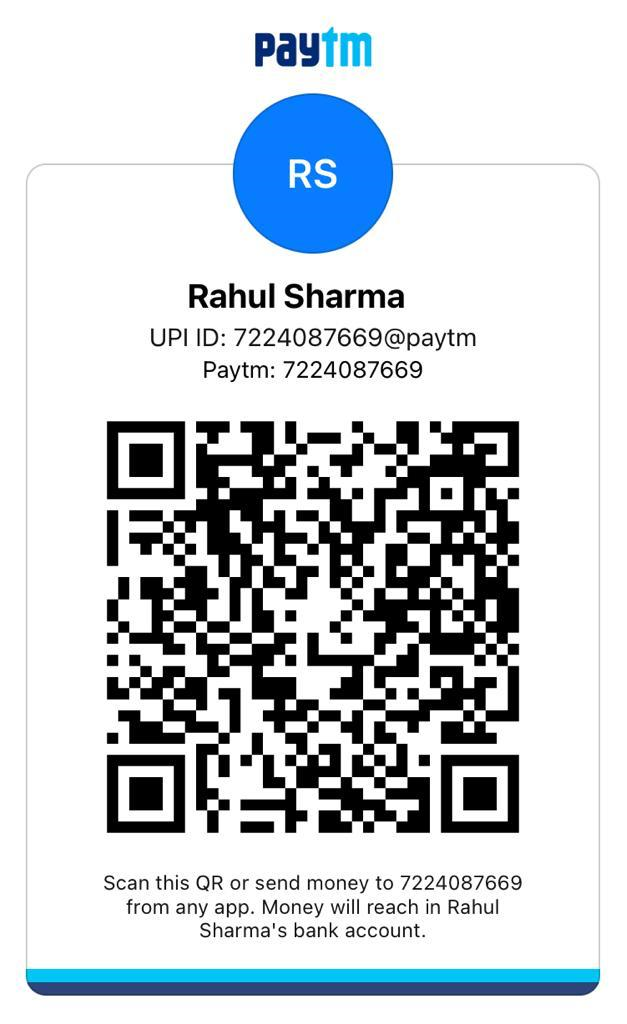 paytm
RS
Rahul Sharma
UPI ID: 7224087669@paytm
Paytm: 7224087669
Scan this QR or send money to 7224087669
from any app. Money will reach in Rahul
Sharma's bank account.